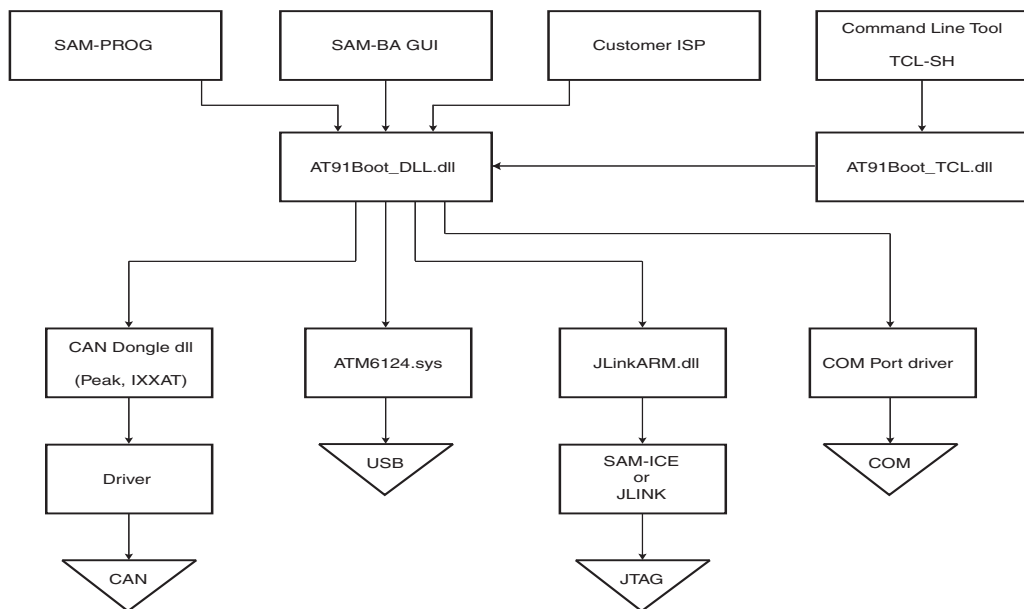 SAM-PROG
SAM-BA GUI
Customer ISP
Command Line Tool
TCL-SH
AT91Boot_DLL.dll
AT91Boot_TCL.dll
CAN Dongle dll
(Peak, IXXAT)
ATM6124.sys
JLinkARM.dll
COM Port driver
Driver
USB
SAM-ICE
or
JLINK
COM
CAN
JTAG